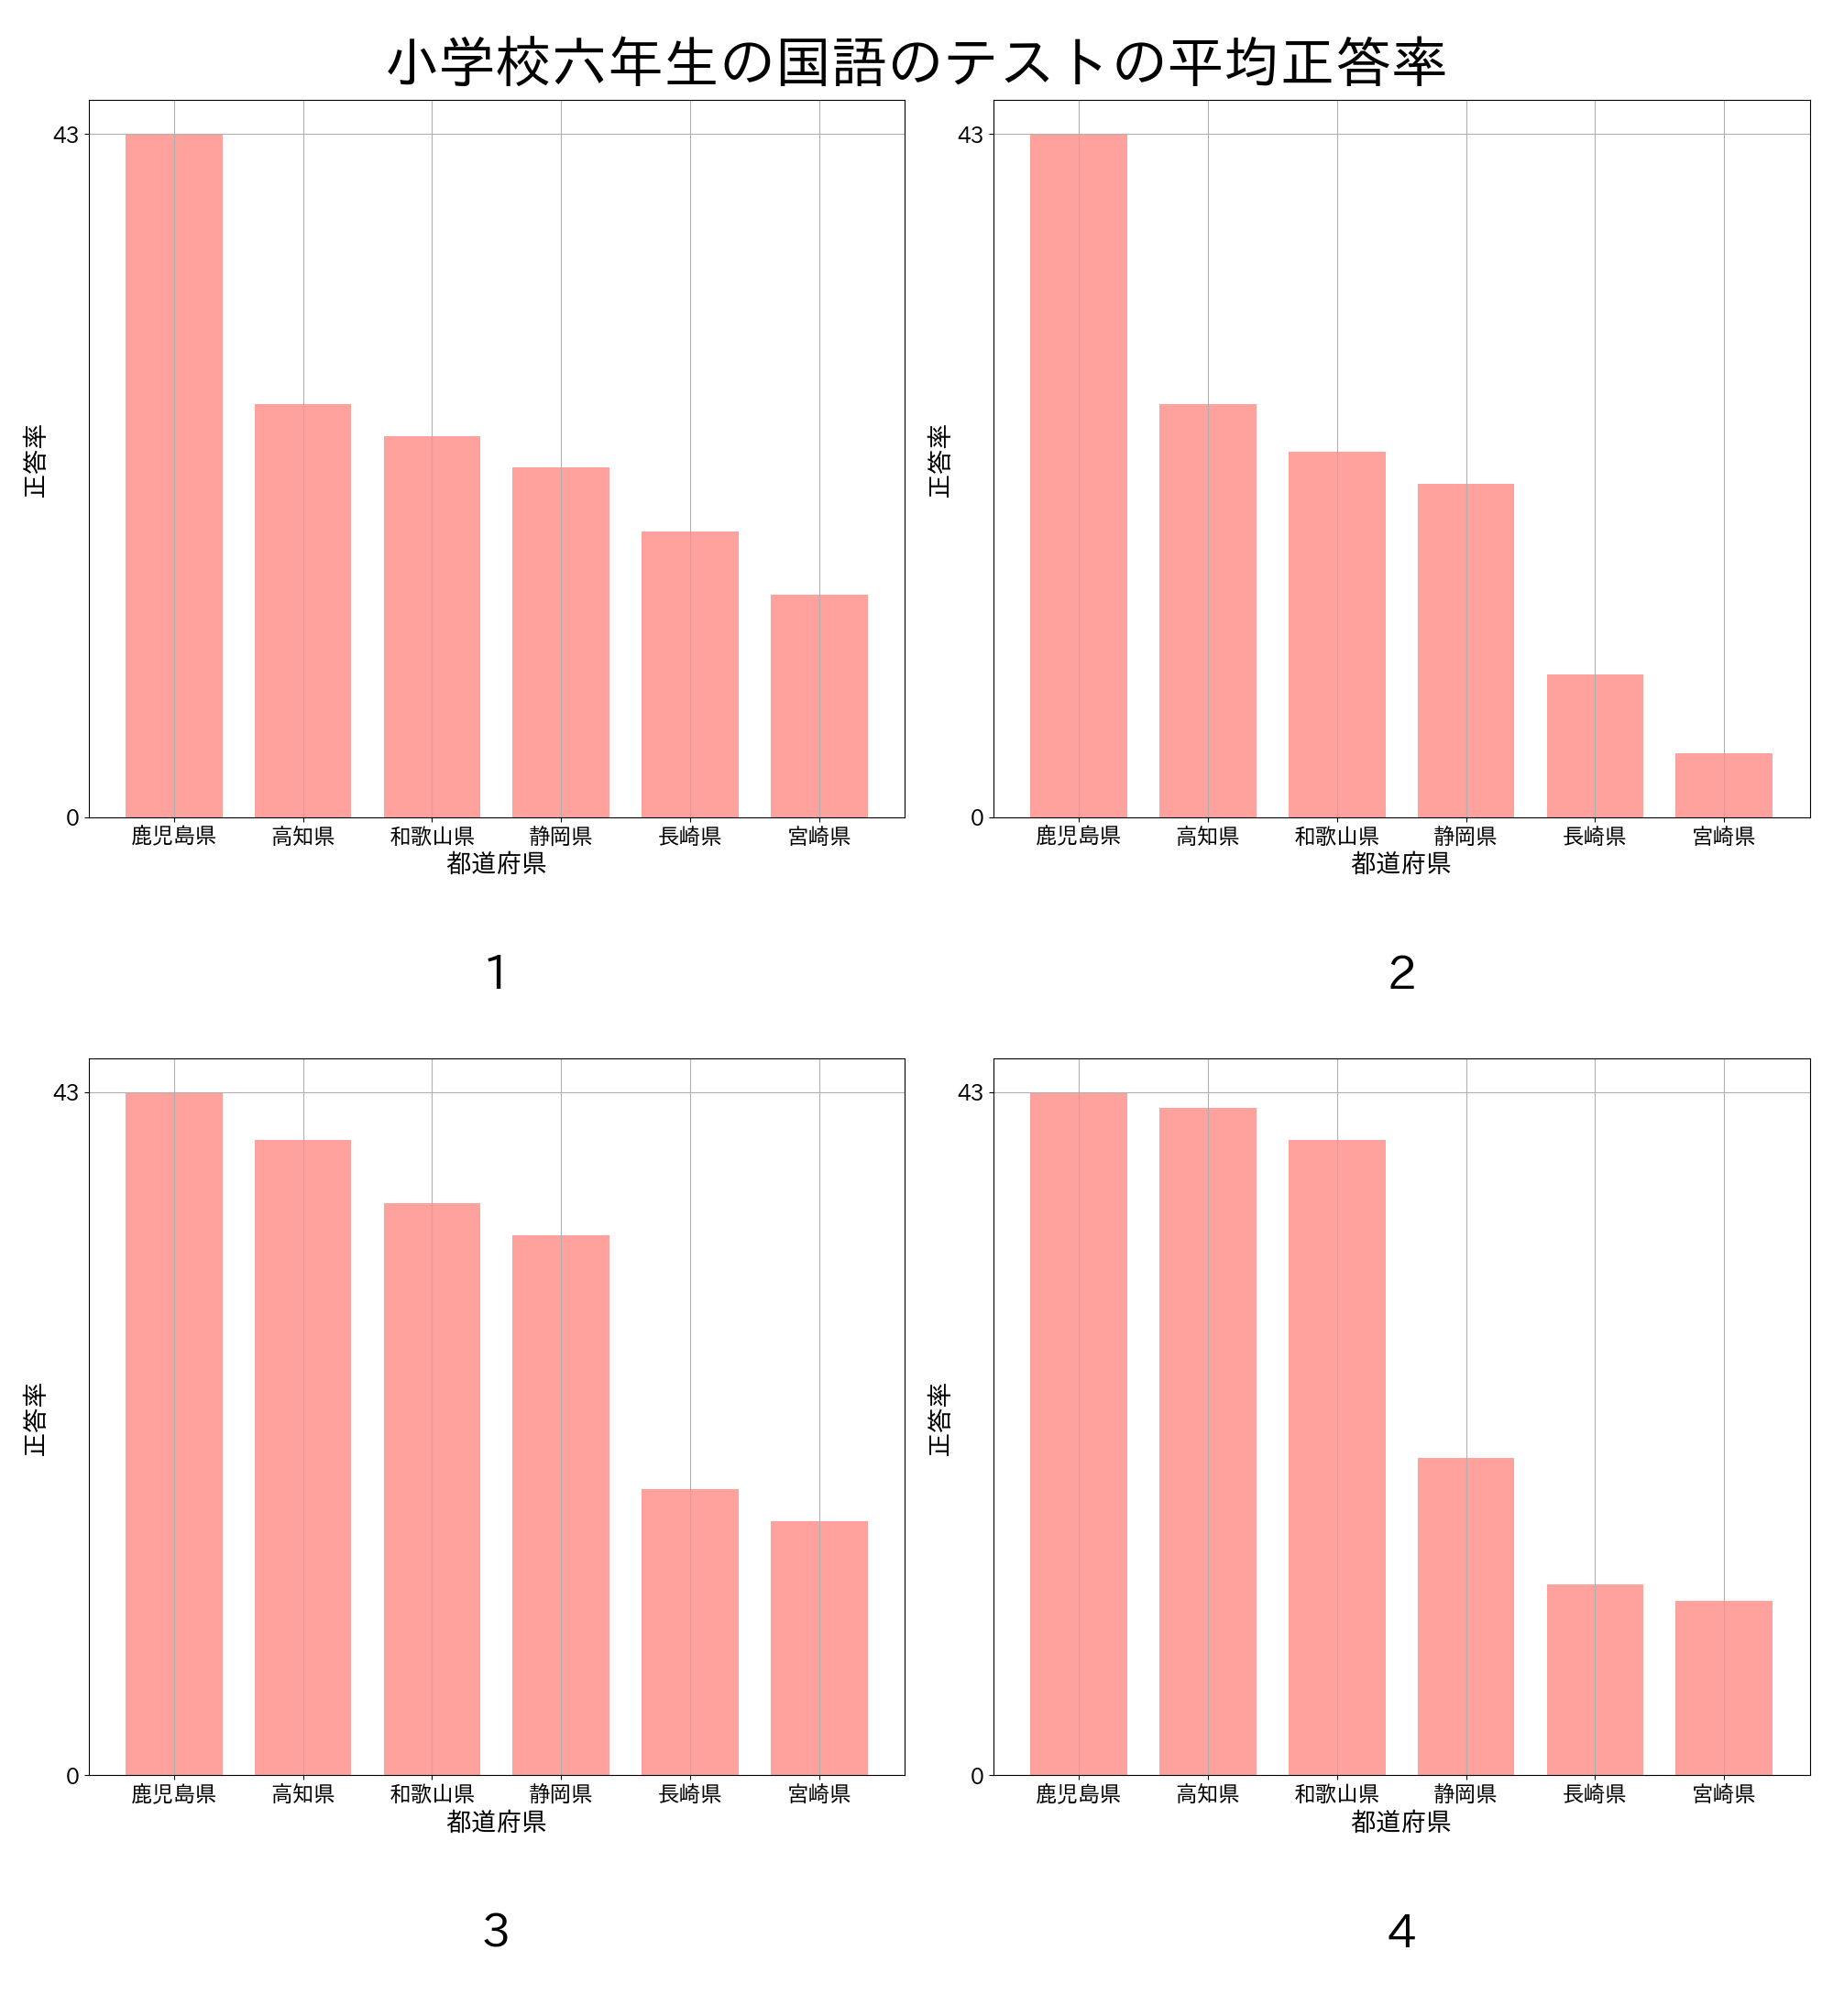 小学校六年生の国語のテストの平均正答率
43
0
正答率
鹿児島県 高知県 和歌山県 静岡県 長崎県 宮崎県
都道府県
1
43
0
正答率
鹿児島県 高知県 和歌山県 静岡県 長崎県 宮崎県
都道府県
2
43
0
正答率
鹿児島県 高知県 和歌山県 静岡県 長崎県 宮崎県
都道府県
3
43
0
正答率
鹿児島県 高知県 和歌山県 静岡県 長崎県 宮崎県
都道府県
4